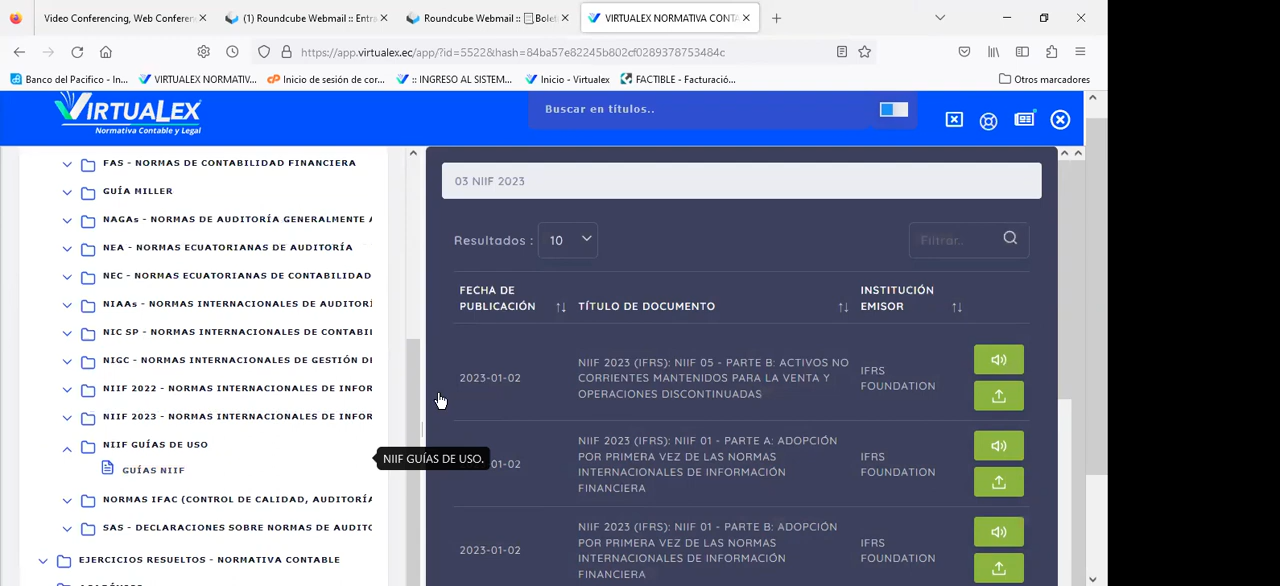 Video Conferencing, Web Conferen
(1) Roundcube Webmail :: Entra
Roundcube Webmail :: Bolet
VIRTUALEX NORMATIVA CONTA
https://app.virtualex.ec/app/?id=5522&hash=84ba57e82245b802cf0289378753484c
Banco del Pacifico - In...
VIRTUALEX NORMATIV...
Inicio de sesión de cor...
:: INGRESO AL SISTEM...
Inicio - Virtualex
FACTIBLE - Facturació...
Otros marcadores
VIRTUALEX
Normativa Contable y Legal
Buscar en títulos..
FAS - NORMAS DE CONTABILIDAD FINANCIERA
GUÍA MILLER
NAGAs - NORMAS DE AUDITORÍA GENERALMENTE A
NEA - NORMAS ECUATORIANAS DE AUDITORÍA
NEC - NORMAS ECUATORIANAS DE CONTABILIDAD
NIAAs - NORMAS INTERNACIONALES DE AUDITORI
NIC SP - NORMAS INTERNACIONALES DE CONTABI
NIGC - NORMAS INTERNACIONALES DE GESTIÓN DE
NIIF 2022 - NORMAS INTERNACIONALES DE INFOR
NIIF 2023 - NORMAS INTERNACIONALES DE INFOR
NIIF GUÍAS DE USO
GUÍAS NIIF
NIIF GUÍAS DE USO.
NORMAS IFAC (CONTROL DE CALIDAD, AUDITORÍA
SAS - DECLARACIONES SOBRE NORMAS DE AUDITO
EJERCICIOS RESUELTOS - NORMATIVA CONTABLE
03 NIIF 2023
Resultados : 10
Filtrar..
FECHA DE
PUBLICACIÓN
TÍTULO DE DOCUMENTO
INSTITUCIÓN
EMISOR
2023-01-02
NIIF 2023 (IFRS): NIIF 05 - PARTE B: ACTIVOS NO
CORRIENTES MANTENIDOS PARA LA VENTA Y
OPERACIONES DISCONTINUADAS
IFRS
FOUNDATION
01-02
NIIF 2023 (IFRS): NIIF 01 - PARTE A: ADOPCIÓN
POR PRIMERA VEZ DE LAS NORMAS
INTERNACIONALES DE INFORMACIÓN
FINANCIERA
IFRS
FOUNDATION
2023-01-02
NIIF 2023 (IFRS): NIIF 01 - PARTE B: ADOPCIÓN
POR PRIMERA VEZ DE LAS NORMAS
INTERNACIONALES DE INFORMACIÓN
FINANCIERA
IFRS
FOUNDATION